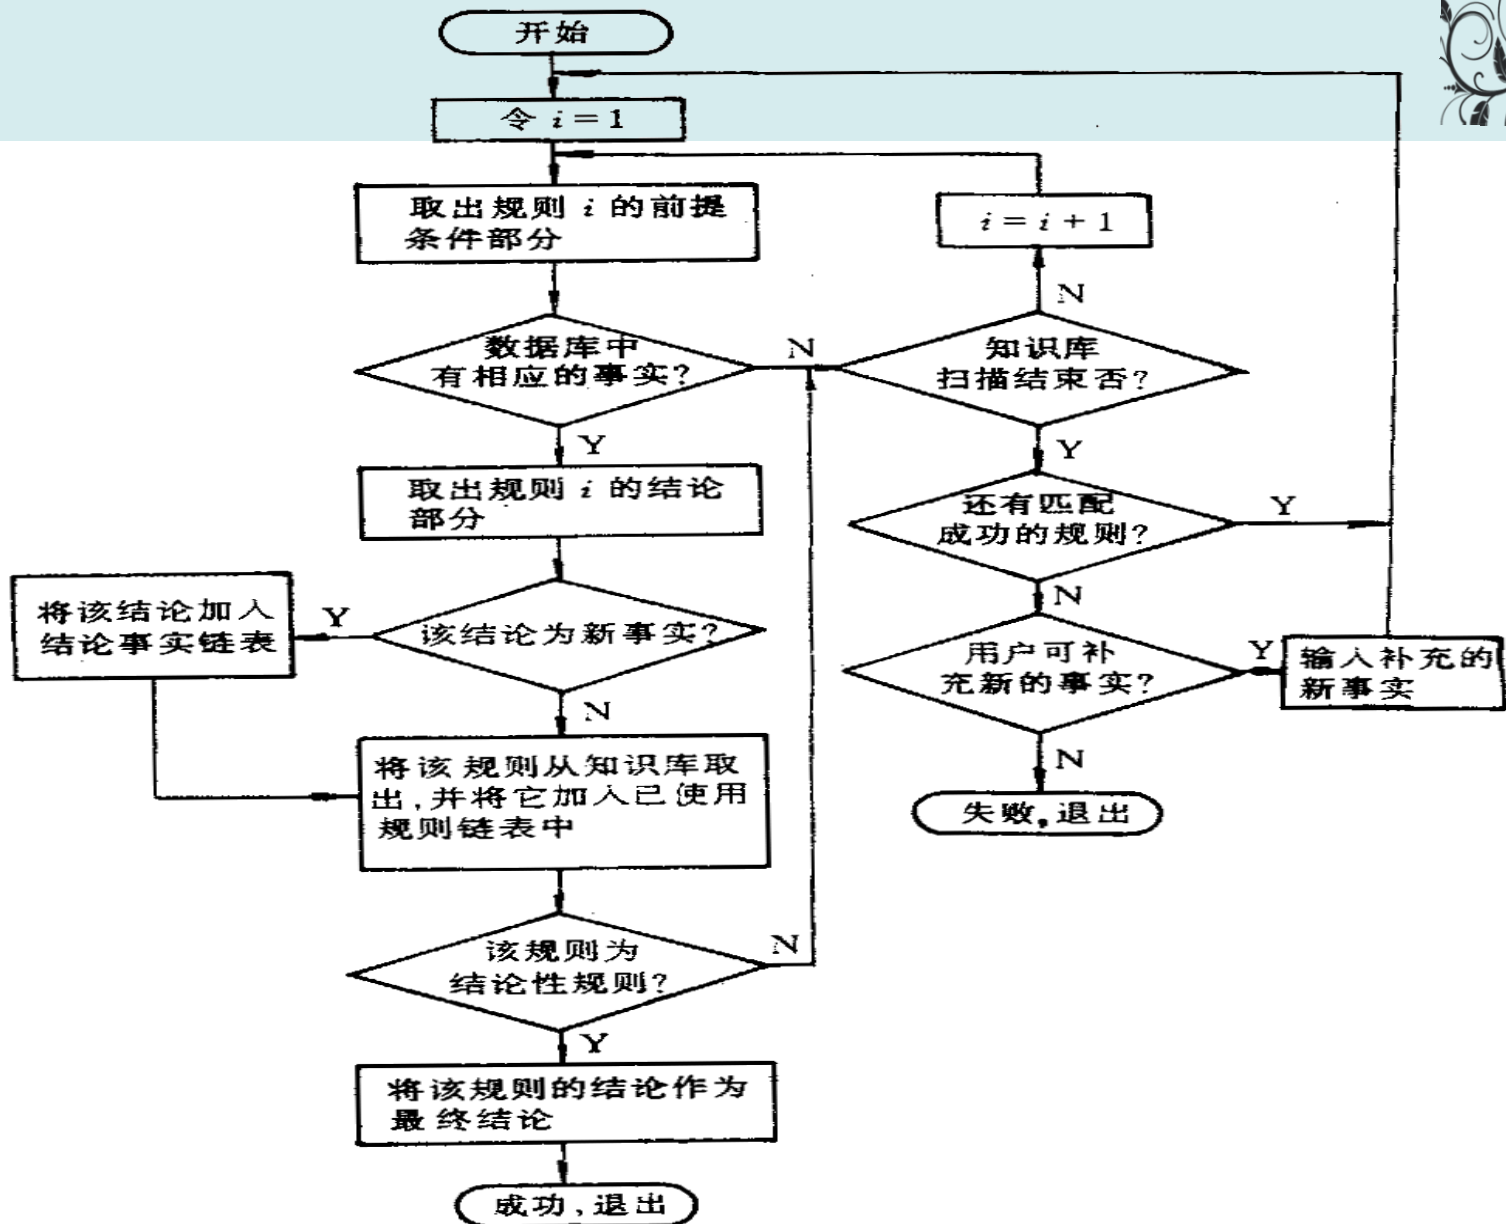 开始
令 i = 1
取出规则 i 的前提
条件部分
i = i + 1
N
数据库中
有相应的事实?
N
知识库
扫描结束否?
Y
Y
取出规则 i 的结论
部分
还有匹配
成功的规则?
Y
N
将该结论加入
结论事实链表
Y
该结论为新事实?
N
用户可补
充新的事实?
Y
输入补充的
新事实
N
将该规则从知识库取
出,并将它加入已使用
规则链表中
失败,退出
该规则为
结论性规则?
N
Y
将该规则的结论作为
最终结论
成功,退出